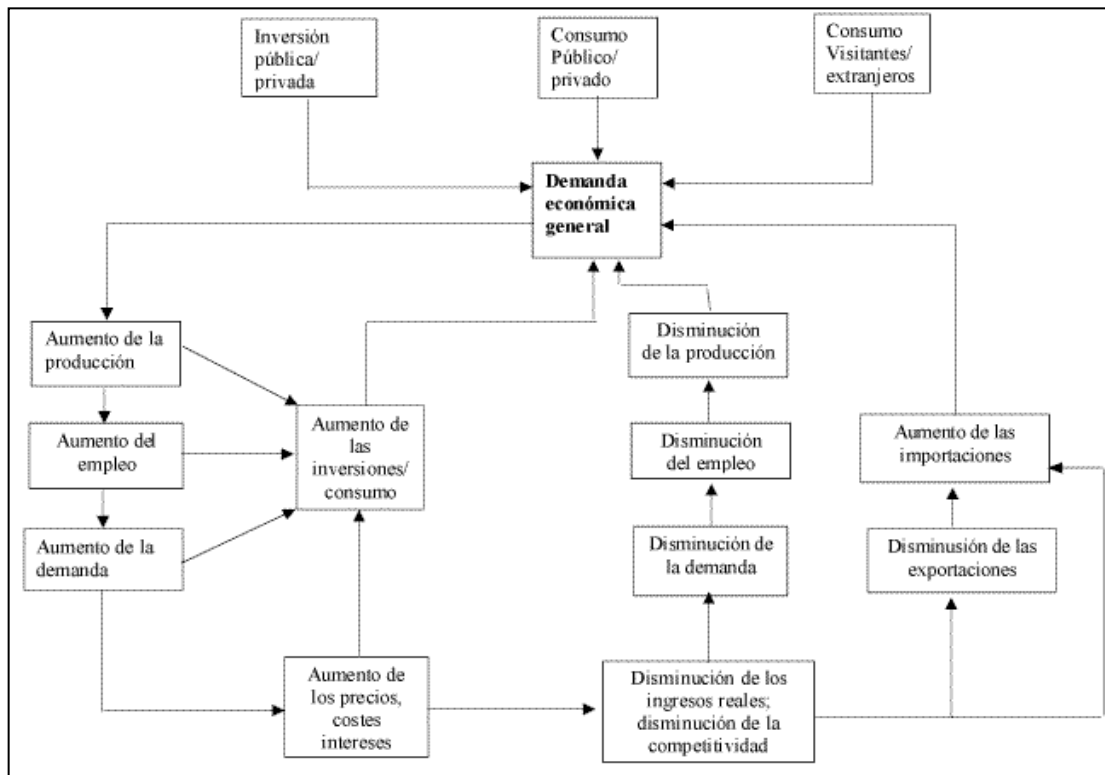 Inversión
pública/
privada
Consumo
Público/
privado
Consumo
Visitantes/
extranjeros
Demanda
económica
general
Aumento de la
producción
Aumento del
empleo
Aumento de la
demanda
Aumento de
las
inversiones/
consumo
Aumento de
los precios,
costes
intereses
Disminución
de la producción
Disminución
del empleo
Disminución de
la demanda
Disminución de los
ingresos reales;
disminución de la
competitividad
Aumento de las
importaciones
Disminusión de las
exportaciones